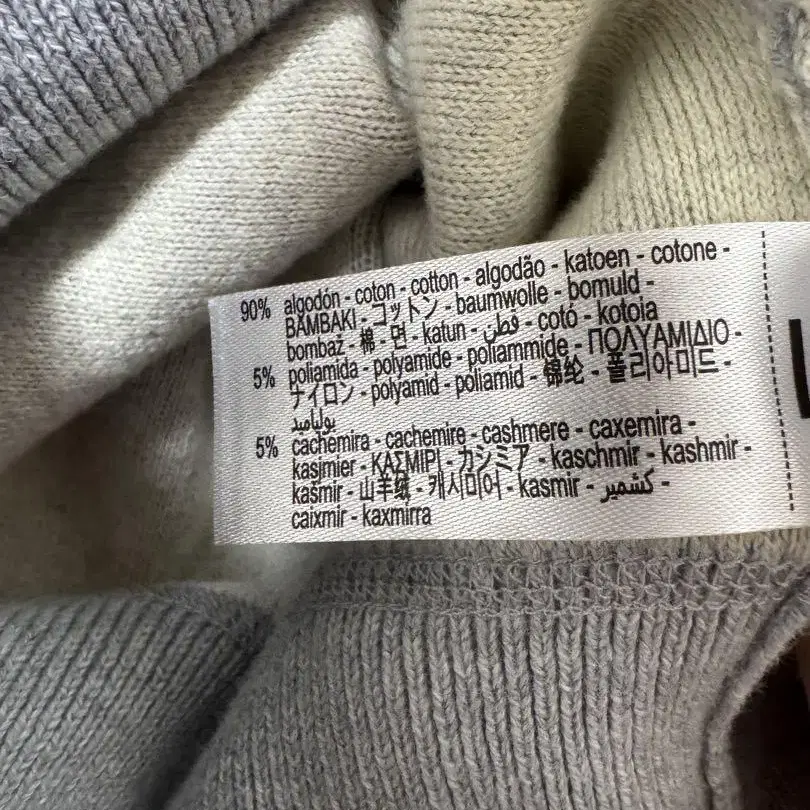 90% algodón - coton - cotton - algodão - katoen - cotone -
BAMBAKI - コットン - baumwolle - bomuld -
bombaž - 棉 - 면 - katun - قطن - cotó - kotoia
5% poliamida - polyamide - poliammide - ΠΟΛΥΑΜΙΔΙΟ -
ナイロン - polyamid - poliamid - 锦纶 - 폴리아미드 -
بولياميد
5% cachemira - cachemire - cashmere - caxemira -
kasjmier - ΚΑΣΜΙΡΙ - カシミア - kaschmir - kashmir -
kašmir - 山羊绒 - 캐시미어 - kasmir - كشمير -
caixmir - kaxmirra